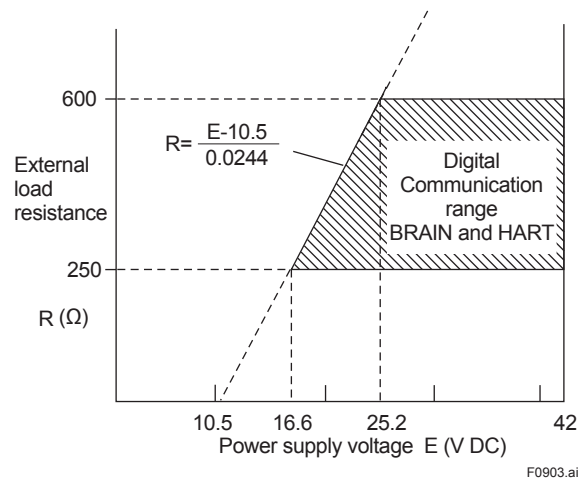 600
R= E-10.5
0.0244
External
load
resistance
Digital
Communication
range
BRAIN and HART
250
R (Ω)
10.5 16.6 25.2 42
Power supply voltage E (V DC)
F0903.ai